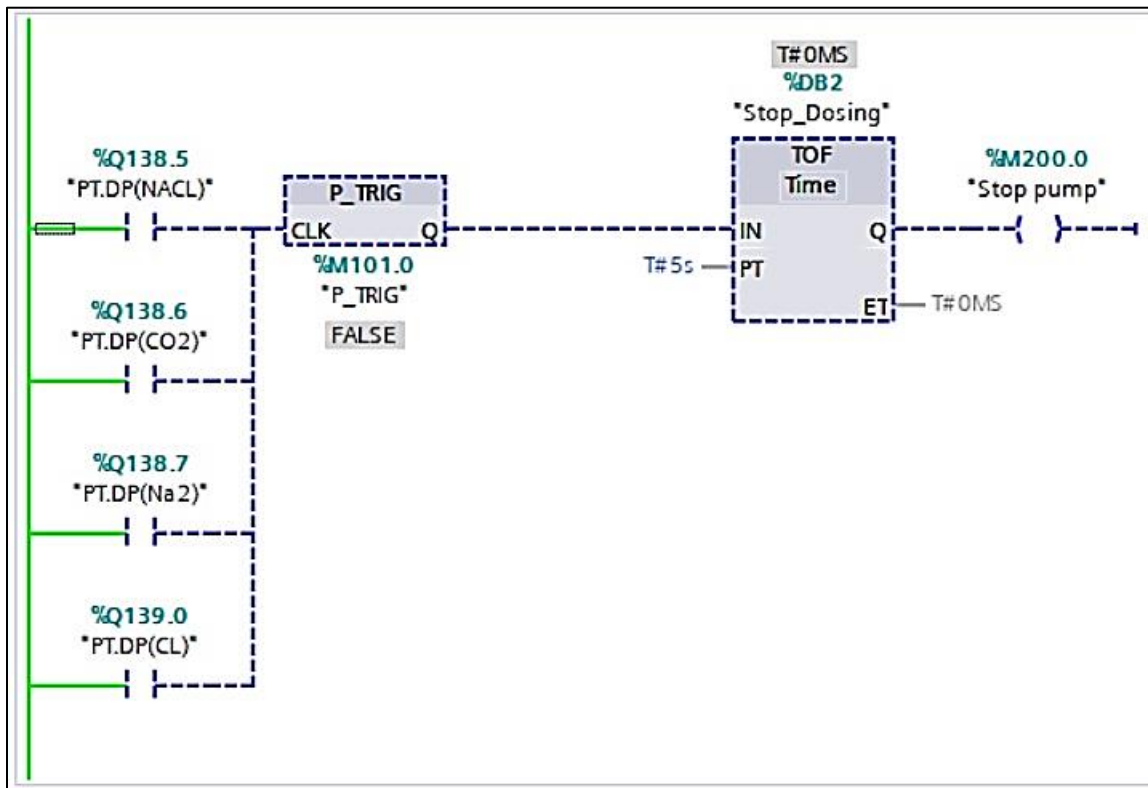 T#0MS
%DB2
"Stop_Dosing"
%Q138.5
"PT.DP(NACL)"
P_TRIG
CLK Q
%M101.0
"P_TRIG"
FALSE
TOF
Time
IN Q
T#5s PT
ET T#0MS
%M200.0
"Stop pump"
%Q138.6
"PT.DP(CO2)"
%Q138.7
"PT.DP(Na2)"
%Q139.0
"PT.DP(CL)"